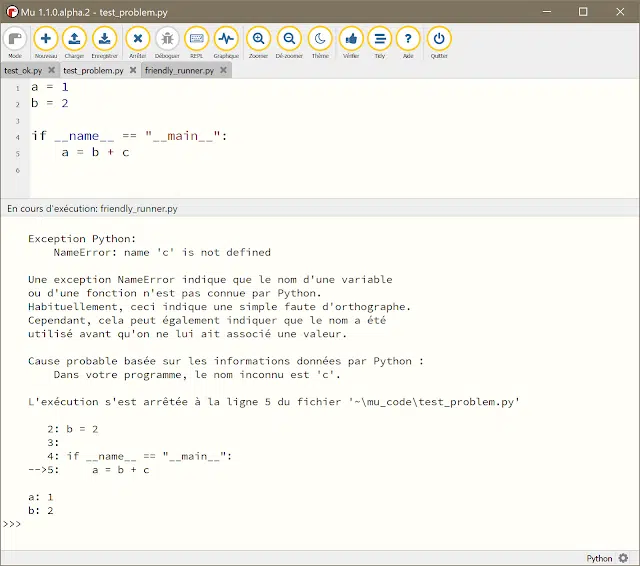 Mu 1.1.0.alpha.2 - test_problem.py
Mode Nouveau Charger Enregistrer Arrêter Déboguer REPL Graphique Zoomer Dé-zoomer Thème Vérifier Tidy Aide Quitter
test_ok.py test_problem.py friendly_runner.py
1 a = 1
2 b = 2
3
4 if __name__ == "__main__":
5     a = b + c
6
En cours d'exécution: friendly_runner.py
Exception Python:
    NameError: name 'c' is not defined
Une exception NameError indique que le nom d'une variable
ou d'une fonction n'est pas connue par Python.
Habituellement, ceci indique une simple faute d'orthographe.
Cependant, cela peut également indiquer que le nom a été
utilisé avant qu'on ne lui ait associé une valeur.
Cause probable basée sur les informations données par Python :
    Dans votre programme, le nom inconnu est 'c'.
L'exécution s'est arrêtée à la ligne 5 du fichier '~\mu_code\test_problem.py'
   2: b = 2
   3:
   4: if __name__ == "__main__":
-->5:     a = b + c
a: 1
b: 2
>>>
Python